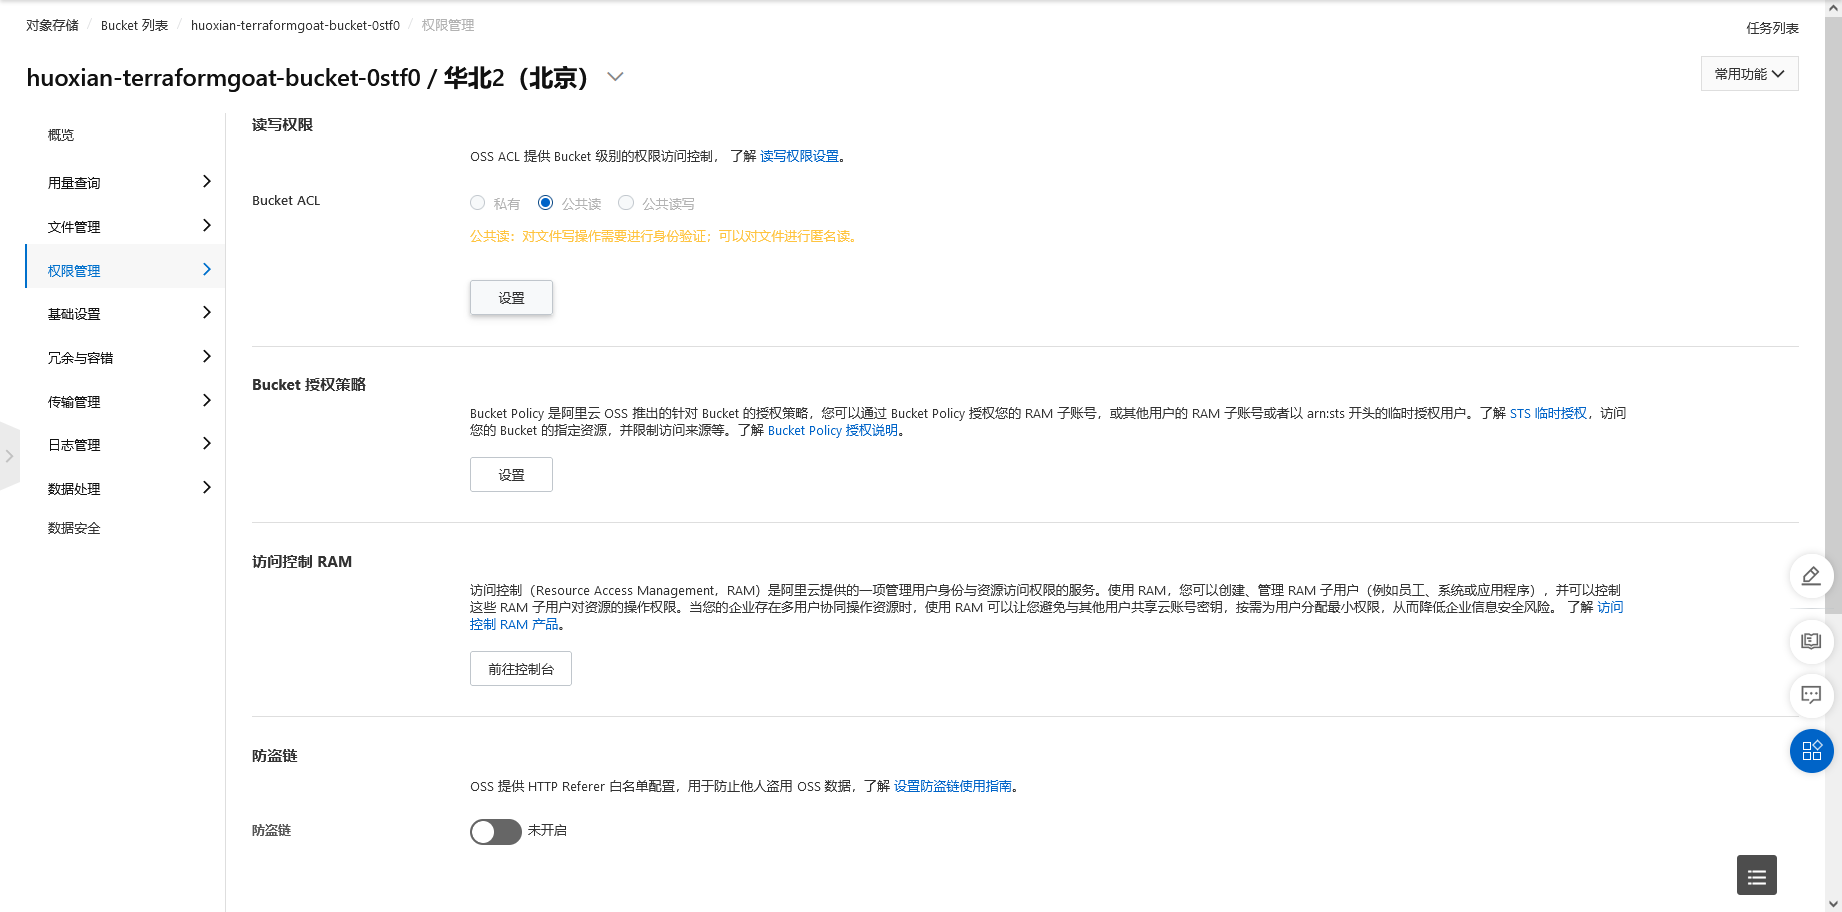 对象存储 / Bucket 列表 / huoxian-terraformgoat-bucket-0stf0 / 权限管理
任务列表
huoxian-terraformgoat-bucket-0stf0 / 华北2（北京）
常用功能
概览
用量查询
文件管理
权限管理
基础设置
冗余与容错
传输管理
日志管理
数据处理
数据安全
读写权限
OSS ACL 提供 Bucket 级别的权限访问控制， 了解 读写权限设置。
Bucket ACL
私有 公共读 公共读写
公共读：对文件写操作需要进行身份验证；可以对文件进行匿名读。
设置
Bucket 授权策略
Bucket Policy 是阿里云 OSS 推出的针对 Bucket 的授权策略，您可以通过 Bucket Policy 授权您的 RAM 子账号，或其他用户的 RAM 子账号或者以 arn:sts 开头的临时授权用户。了解 STS 临时授权，访问
您的 Bucket 的指定资源，并限制访问来源等。了解 Bucket Policy 授权说明。
设置
访问控制 RAM
访问控制（Resource Access Management，RAM）是阿里云提供的一项管理用户身份与资源访问权限的服务。使用 RAM，您可以创建、管理 RAM 子用户（例如员工、系统或应用程序），并可以控制
这些 RAM 子用户对资源的操作权限。当您的企业存在多用户协同操作资源时，使用 RAM 可以让您避免与其他用户共享云账号密钥，按需为用户分配最小权限，从而降低企业信息安全风险。 了解 访问
控制 RAM 产品。
前往控制台
防盗链
OSS 提供 HTTP Referer 白名单配置，用于防止他人盗用 OSS 数据，了解 设置防盗链使用指南。
防盗链
未开启